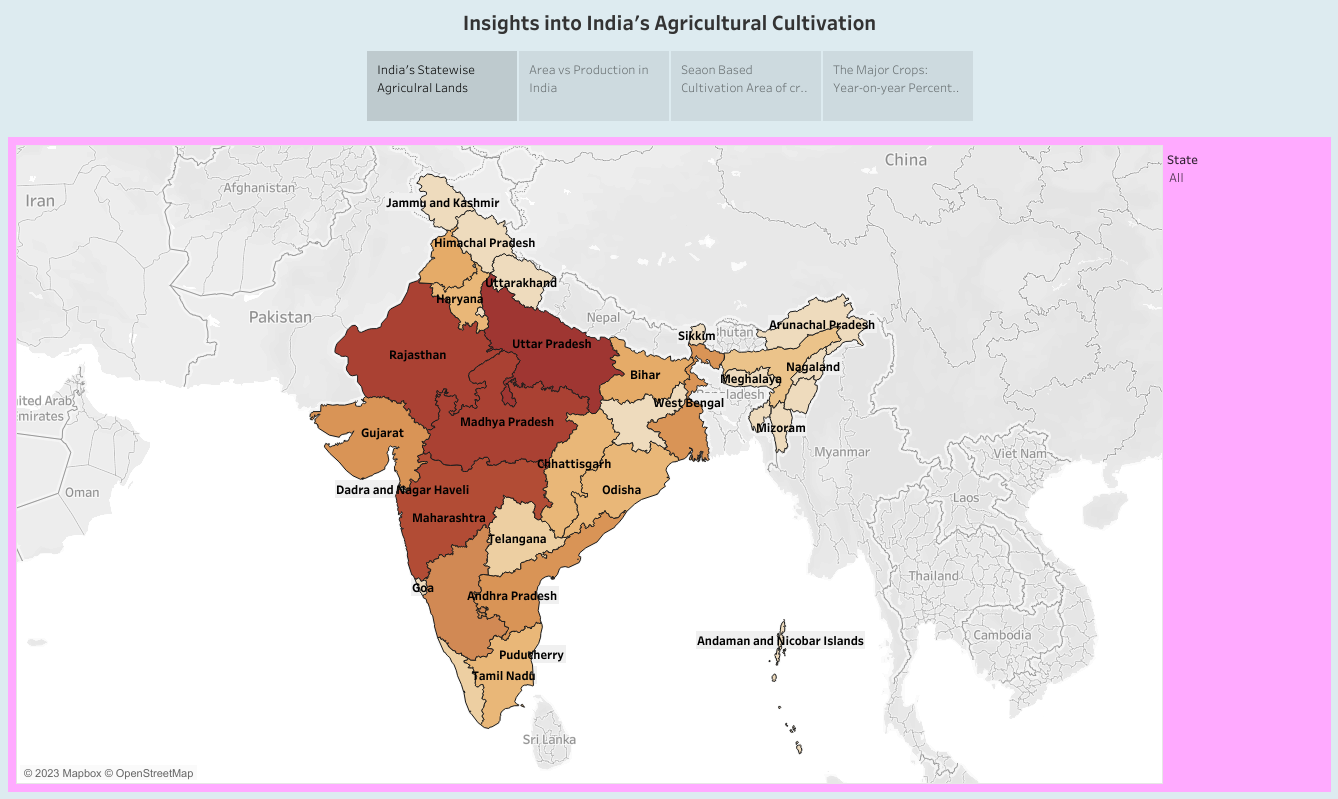 Insights into India's Agricultural Cultivation
India's Statewise
Agriculral Lands
Area vs Production in
India
Seaon Based
Cultivation Area of cr..
The Major Crops:
Year-on-year Percent..
State
All
China
Afghanistan
Iran
Jammu and Kashmir
Himachal Pradesh
Uttarakhand
Haryana
Pakistan
Nepal
Sikkim
Bhutan
Arunachal Pradesh
Uttar Pradesh
Rajasthan
Nagaland
Bihar
Meghalaya
ladesh
United Arab
Emirates
West Bengal
Madhya Pradesh
Mizoram
Gujarat
Myanmar
Viet Nam
Chhattisgarh
Dadra and Nagar Haveli
Odisha
Oman
Laos
Maharashtra
Telangana
Thailand
Goa
Andhra Pradesh
Cambodia
Andaman and Nicobar Islands
Puducherry
Tamil Nadu
Sri Lanka
© 2023 Mapbox © OpenStreetMap